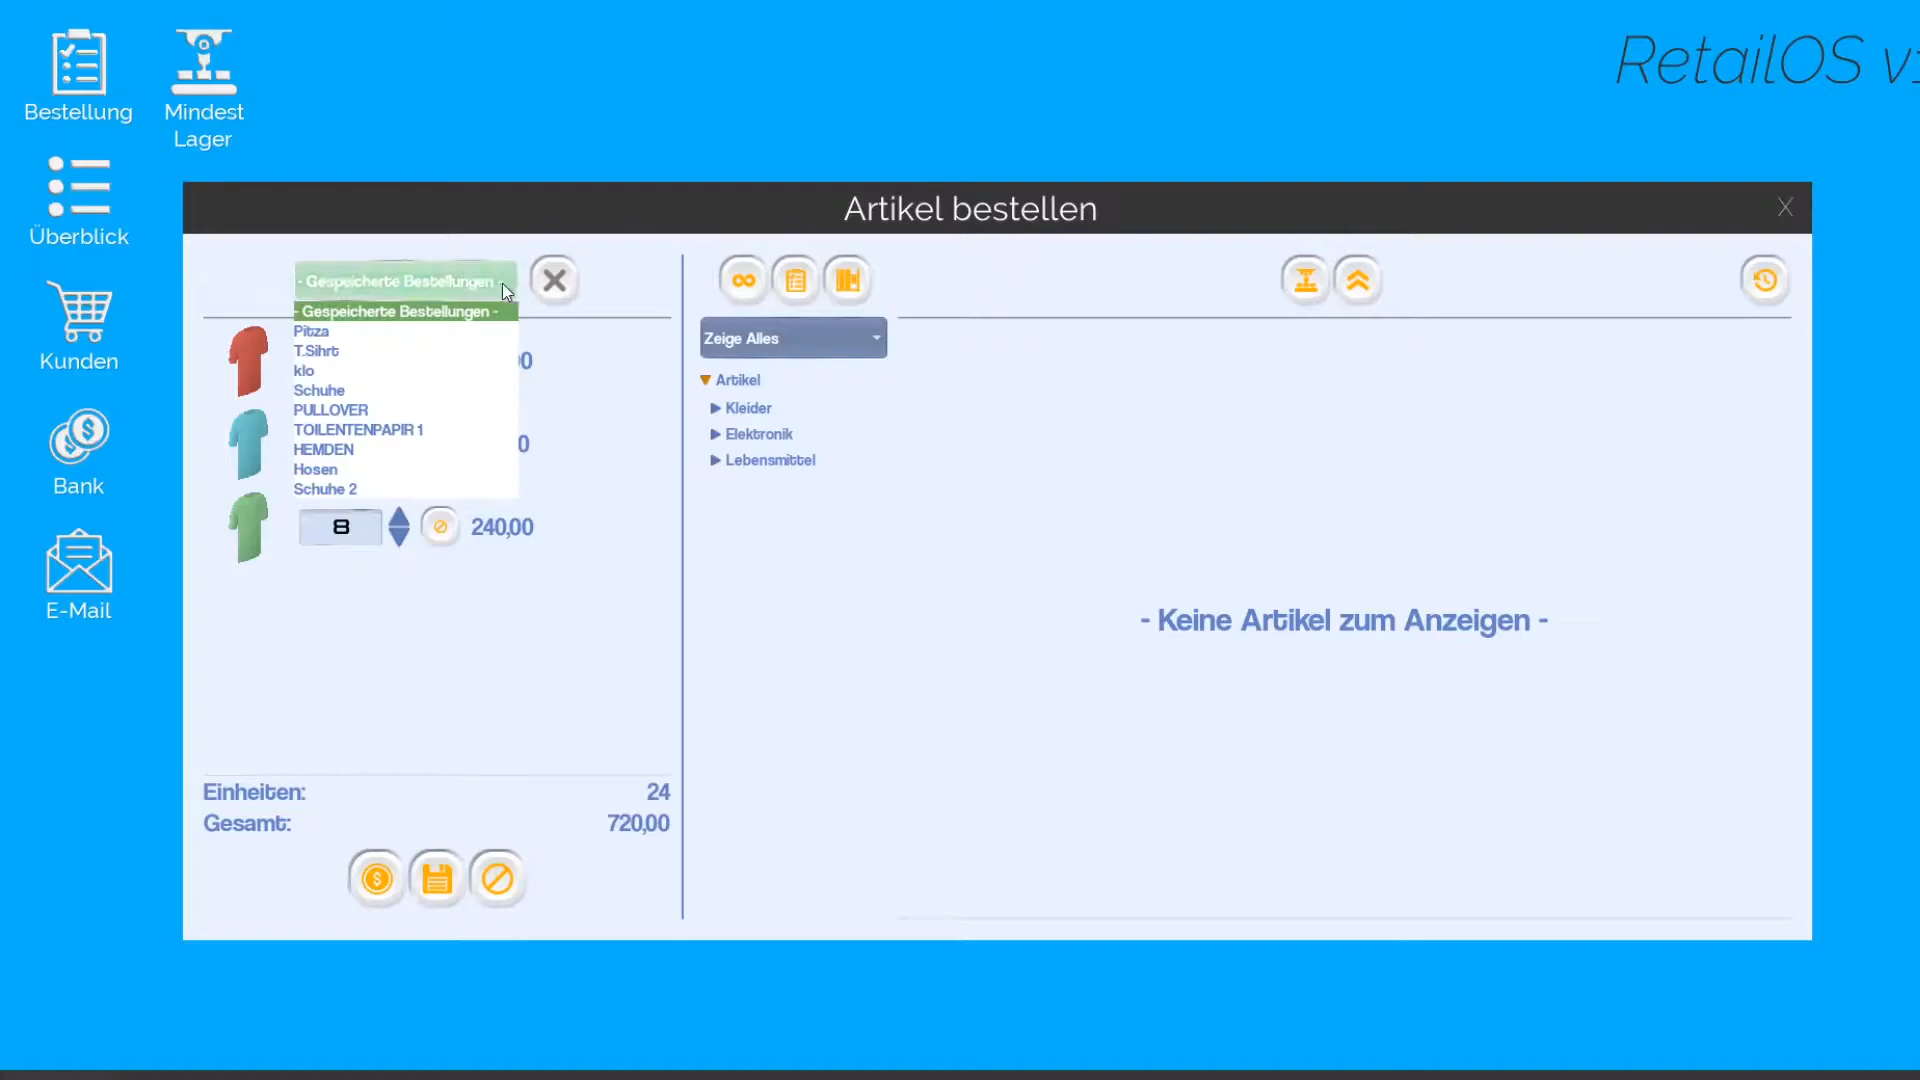 RetailOS v
Bestellung
Mindest
Lager
Überblick
Kunden
Bank
E-Mail
Artikel bestellen
X
- Gespeicherte Bestellungen -
- Gespeicherte Bestellungen -
Pitza
T.Sihrt
klo
Schuhe
PULLOVER
TOILENTENPAPIR 1
HEMDEN
Hosen
Schuhe 2
8
240,00
Einheiten: 24
Gesamt: 720,00
Zeige Alles
Artikel
Kleider
Elektronik
Lebensmittel
- Keine Artikel zum Anzeigen -